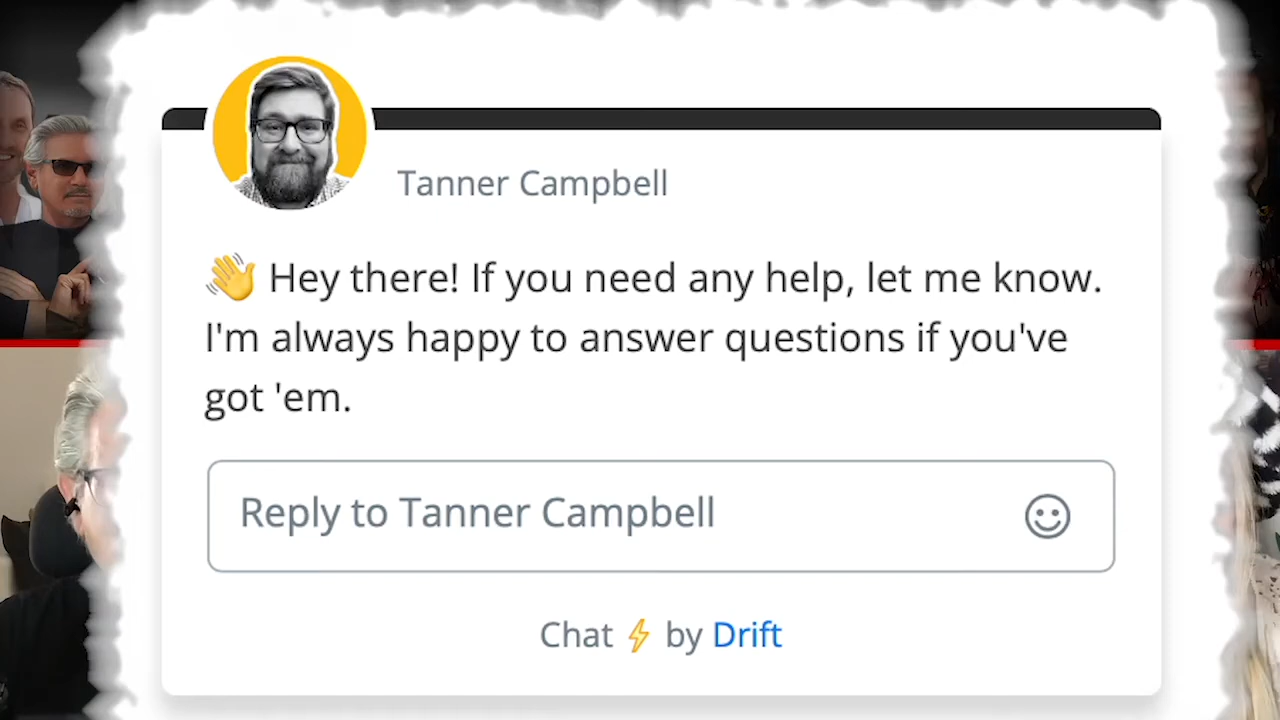 Tanner Campbell
👋 Hey there! If you need any help, let me know.
I'm always happy to answer questions if you've
got 'em.
Reply to Tanner Campbell
Chat ⚡ by Drift